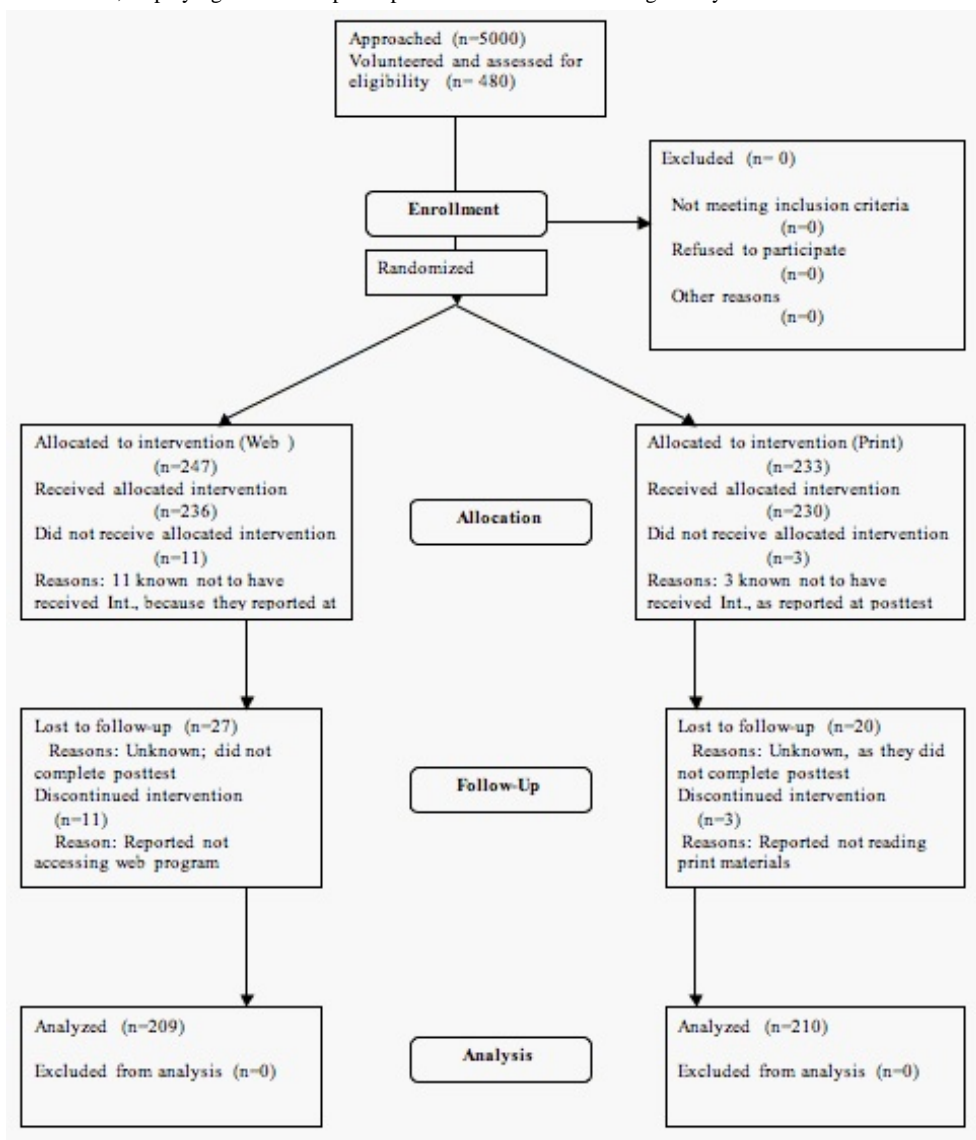 Approached (n=5000)
Volunteered and assessed for
eligibility (n= 480)
Excluded (n= 0)
Not meeting inclusion criteria
(n=0)
Refused to participate
(n=0)
Other reasons
(n=0)
Enrollment
Randomized
Allocated to intervention (Web )
(n=247)
Received allocated intervention
(n=236)
Did not receive allocated intervention
(n=11)
Reasons: 11 known not to have
received Int., because they reported at
Allocation
Allocated to intervention (Print)
(n=233)
Received allocated intervention
(n=230)
Did not receive allocated intervention
(n=3)
Reasons: 3 known not to have
received Int., as reported at posttest
Lost to follow-up (n=27)
Reasons: Unknown; did not
complete posttest
Discontinued intervention
(n=11)
Reason: Reported not
accessing web program
Follow-Up
Lost to follow-up (n=20)
Reasons: Unknown, as they did
not complete posttest
Discontinued intervention
(n=3)
Reasons: Reported not reading
print materials
Analyzed (n=209)
Excluded from analysis (n=0)
Analysis
Analyzed (n=210)
Excluded from analysis (n=0)